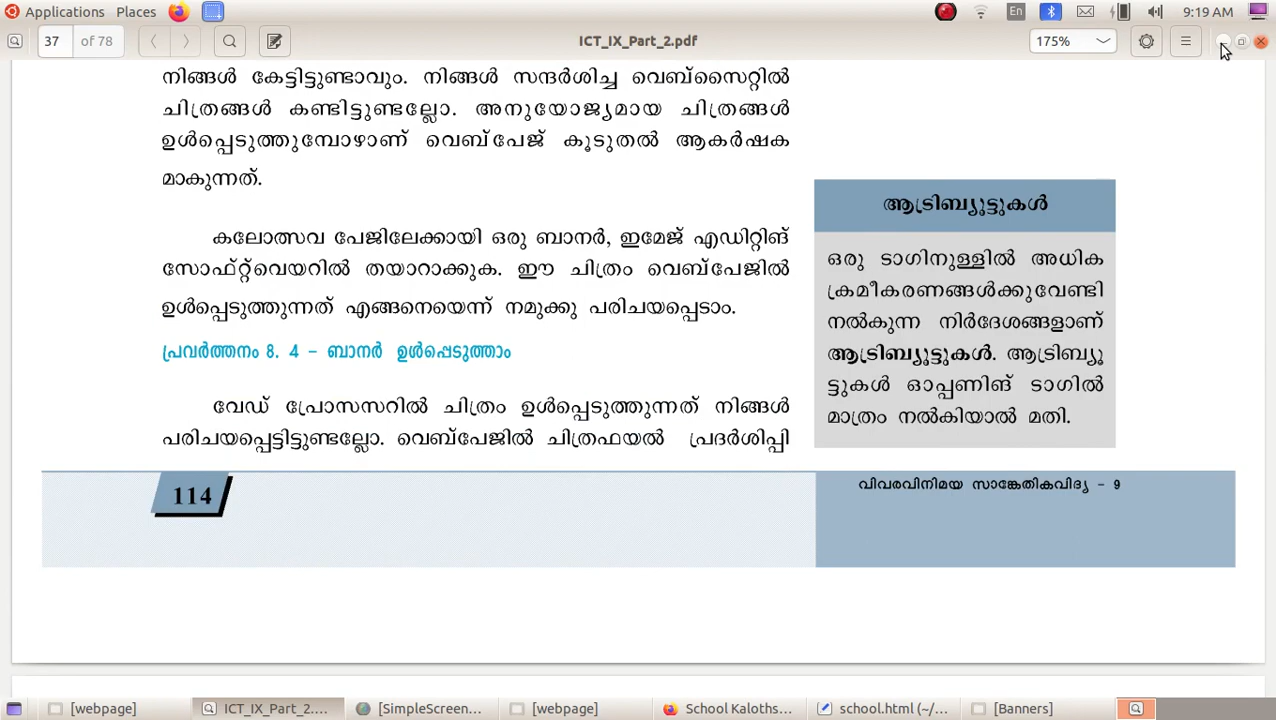 Applications Places En 9:19 AM
37 of 78 ICT_IX_Part_2.pdf 175%
നിങ്ങൾ കേട്ടിട്ടുണ്ടാവും. നിങ്ങൾ സന്ദർശിച്ച വെബ്സൈറ്റിൽ
ചിത്രങ്ങൾ കണ്ടിട്ടുണ്ടല്ലോ. അനുയോജ്യമായ ചിത്രങ്ങൾ
ഉൾപ്പെടുത്തുമ്പോഴാണ് വെബ്പേജ് കൂടുതൽ ആകർഷക
മാകുന്നത്.
കലോത്സവ പേജിലേക്കായി ഒരു ബാനർ, ഇമേജ് എഡിറ്റിങ്
സോഫ്റ്റ്‌വെയറിൽ തയാറാക്കുക. ഈ ചിത്രം വെബ്പേജിൽ
ഉൾപ്പെടുത്തുന്നത് എങ്ങനെയെന്ന് നമുക്കു പരിചയപ്പെടാം.
പ്രവർത്തനം 8. 4 - ബാനർ ഉൾപ്പെടുത്താം
വേഡ് പ്രോസസറിൽ ചിത്രം ഉൾപ്പെടുത്തുന്നത് നിങ്ങൾ
പരിചയപ്പെട്ടിട്ടുണ്ടല്ലോ. വെബ്പേജിൽ ചിത്രഫയൽ പ്രദർശിപ്പി
ആട്രിബ്യൂട്ടുകൾ
ഒരു ടാഗിനുള്ളിൽ അധിക
ക്രമീകരണങ്ങൾക്കുവേണ്ടി
നൽകുന്ന നിർദേശങ്ങളാണ്
ആട്രിബ്യൂട്ടുകൾ. ആട്രിബ്യൂ
ട്ടുകൾ ഓപ്പണിങ് ടാഗിൽ
മാത്രം നൽകിയാൽ മതി.
114
വിവരവിനിമയ സാങ്കേതികവിദ്യ - 9
[webpage] ICT_IX_Part_2.... [SimpleScreen... [webpage] School Kaloths... school.html (~/... [Banners]